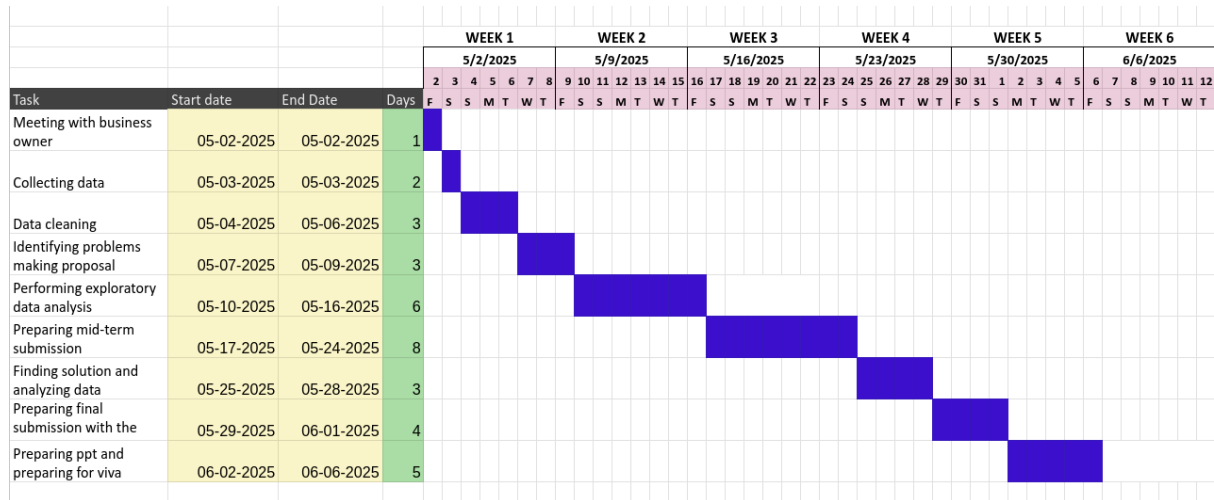 WEEK 1 WEEK 2 WEEK 3 WEEK 4 WEEK 5 WEEK 6
5/2/2025 5/9/2025 5/16/2025 5/23/2025 5/30/2025 6/6/2025
2 3 4 5 6 7 8 9 10 11 12 13 14 15 16 17 18 19 20 21 22 23 24 25 26 27 28 29 30 31 1 2 3 4 5 6 7 8 9 10 11 12
Task Start date End Date Days F S S M T W T F S S M T W T F S S M T W T F S S M T W T F S S M T W T F S S M T W T
Meeting with business
owner 05-02-2025 05-02-2025 1
Collecting data 05-03-2025 05-03-2025 2
Data cleaning 05-04-2025 05-06-2025 3
Identifying problems
making proposal 05-07-2025 05-09-2025 3
Performing exploratory
data analysis 05-10-2025 05-16-2025 6
Preparing mid-term
submission 05-17-2025 05-24-2025 8
Finding solution and
analyzing data 05-25-2025 05-28-2025 3
Preparing final
submission with the 05-29-2025 06-01-2025 4
Preparing ppt and
preparing for viva 06-02-2025 06-06-2025 5